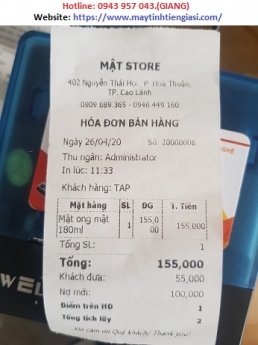 Hotline: 0943 957 043.(GIANG)
Website: https://www.maytinhtiengiasi.com/
MẬT STORE
402 Nguyễn Thái Học, P. Hoà Thuận,
TP. Cao Lãnh
0909.689.365 - 0946.449.160
HÓA ĐƠN BÁN HÀNG
Ngày 26/04/20 Số: 20000006
Thu ngân: Administrator
In lúc: 11:33
Khách hàng: TAP
Mặt hàng SL ĐG T. Tiền
Mật ong mật 180ml 1 155,000 155,000
Tổng SL: 1
Tổng: 155,000
Khách đưa: 55,000
Nợ mới: 100,000
Điểm trên HĐ 1
Tổng tích lũy 2
Xin cảm ơn Quý khách! Thank you!
WEL